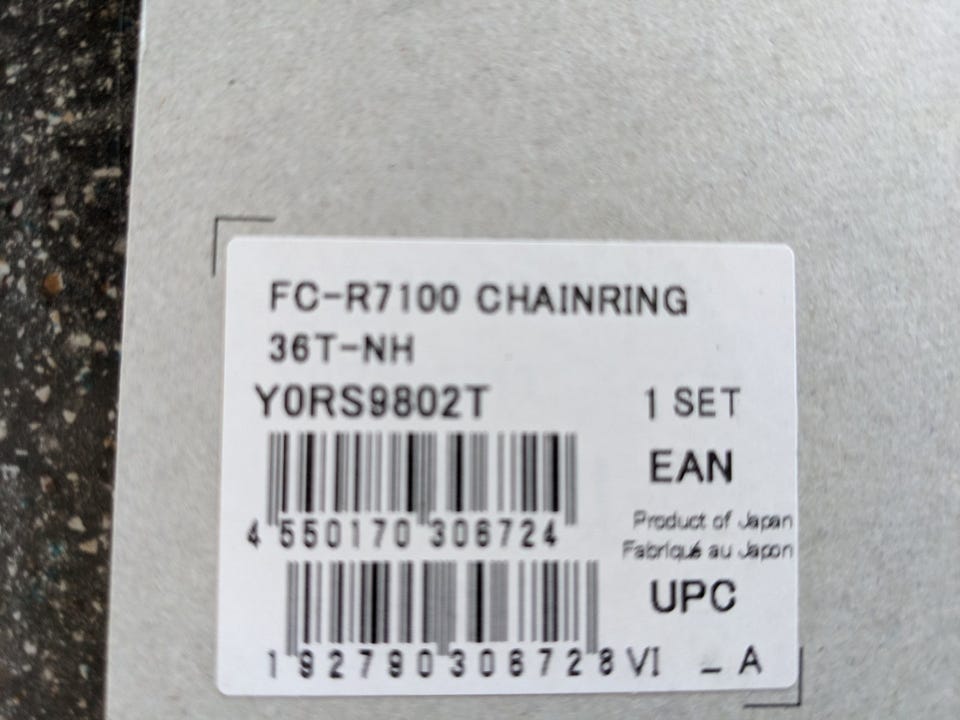 FC-R7100 CHAINRING
36T-NH
Y0RS9802T 1 SET
EAN
4 550170 306724
Product of Japan
Fabriqué au Japon
UPC
1 92790 30672 8 VI _ A